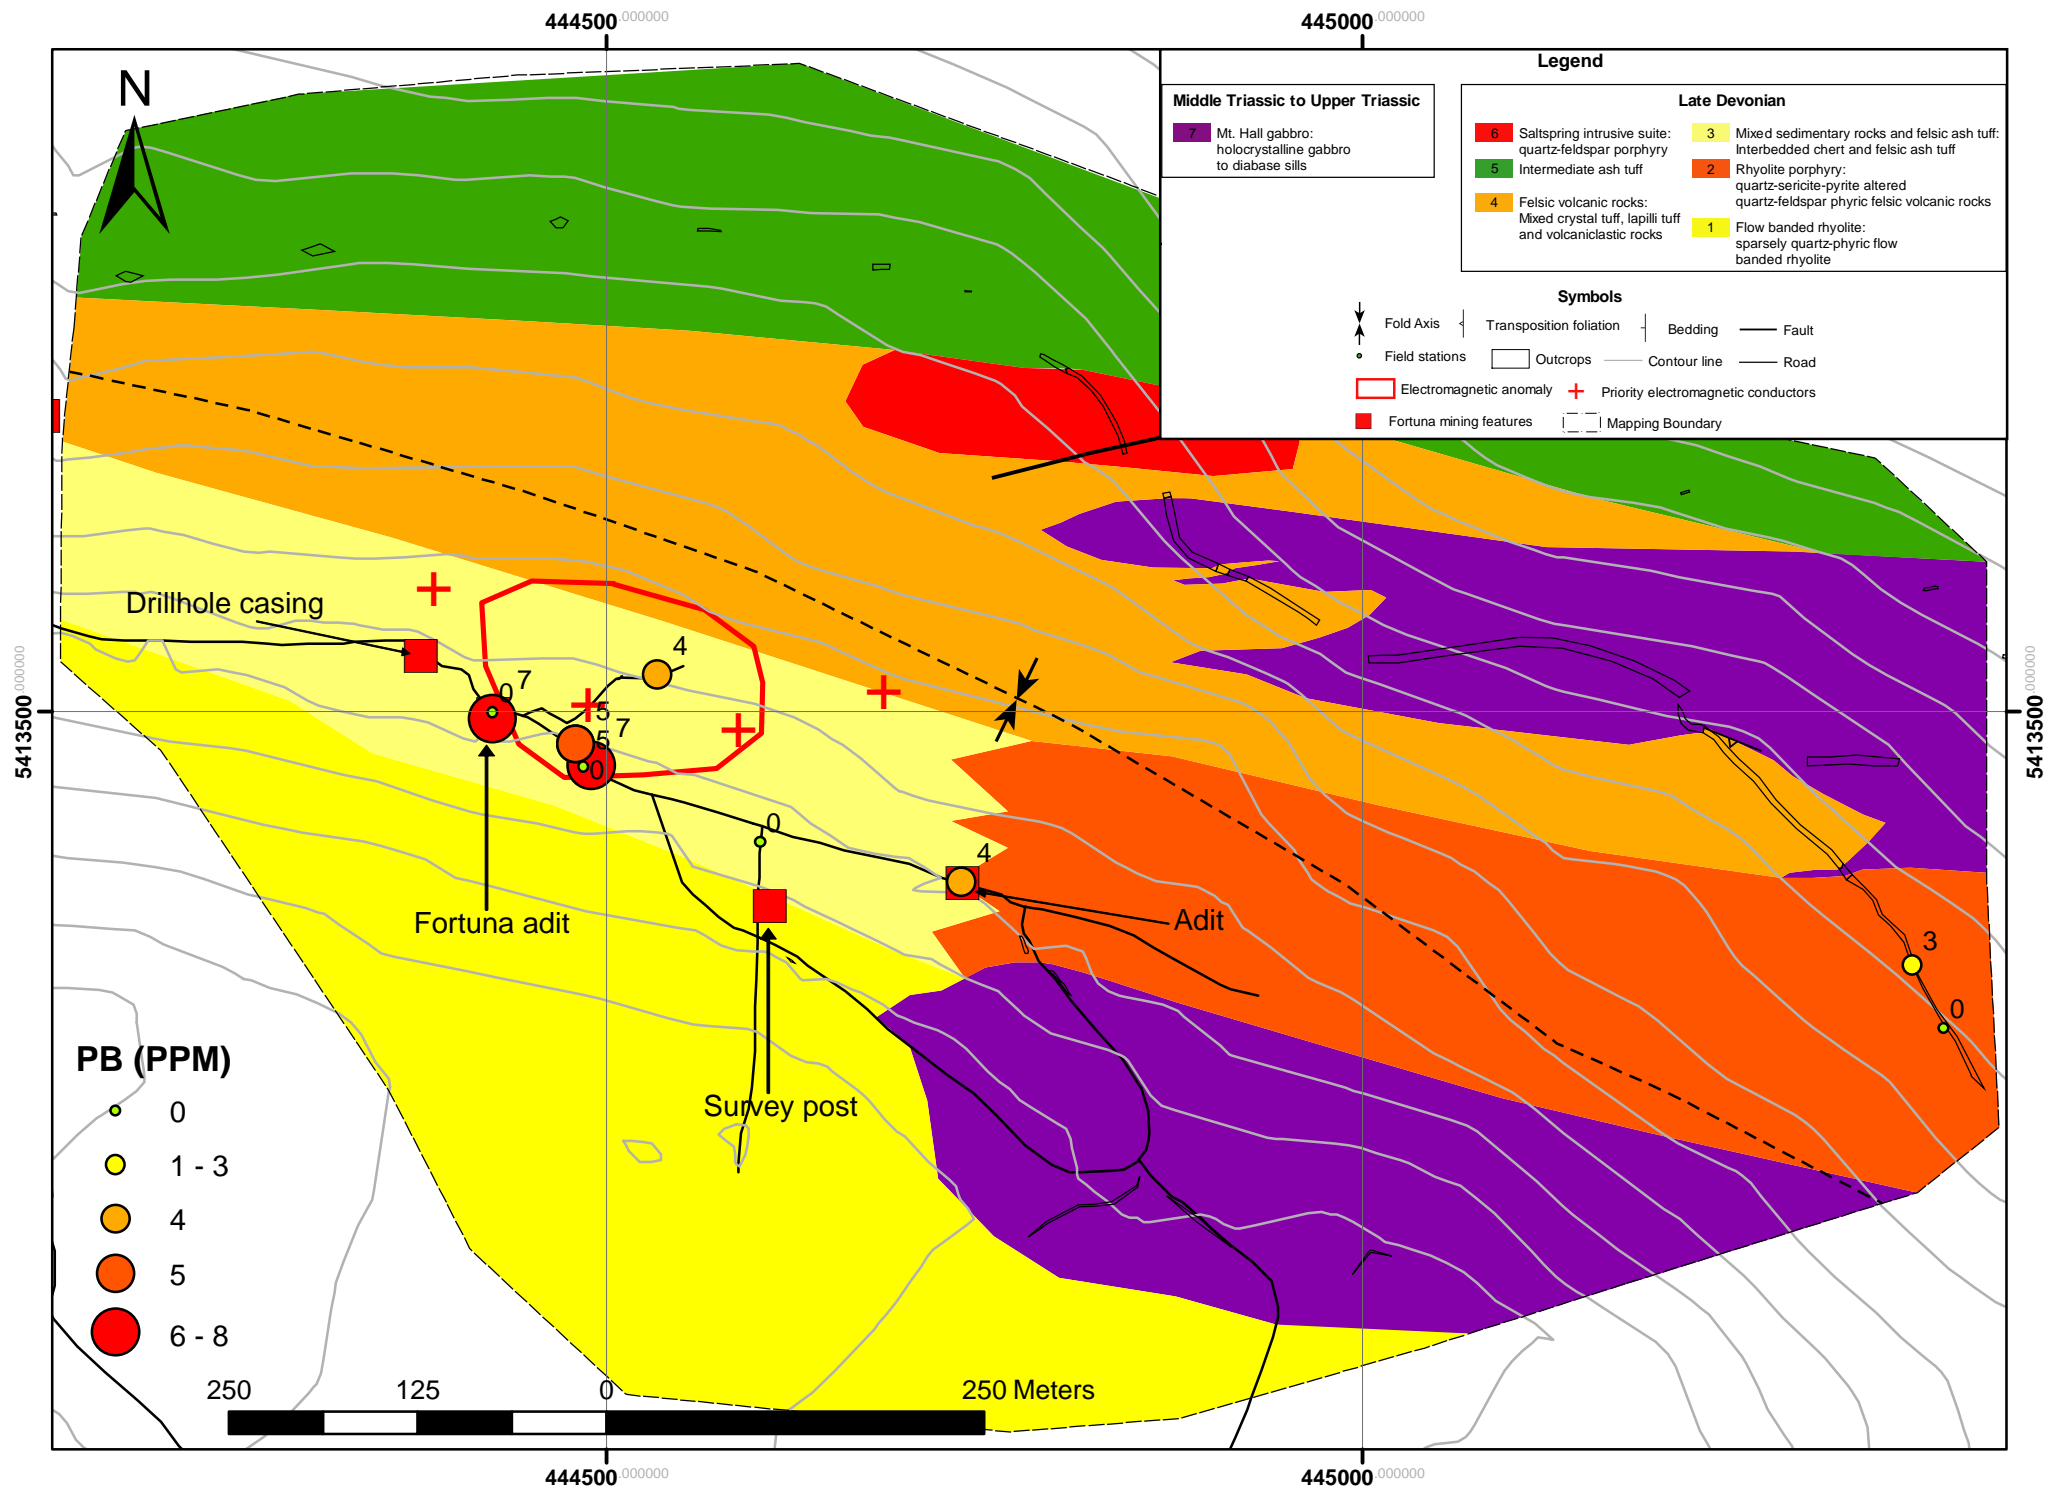 444500.000000
445000.000000
N
Legend
Middle Triassic to Upper Triassic
7
Mt. Hall gabbro:
holocrystalline gabbro
to diabase sills
Late Devonian
6
Saltspring intrusive suite:
quartz-feldspar porphyry
5
Intermediate ash tuff
4
Felsic volcanic rocks:
Mixed crystal tuff, lapilli tuff
and volcaniclastic rocks
3
Mixed sedimentary rocks and felsic ash tuff:
Interbedded chert and felsic ash tuff
2
Rhyolite porphyry:
quartz-sericite-pyrite altered
quartz-feldspar phyric felsic volcanic rocks
1
Flow banded rhyolite:
sparsely quartz-phyric flow
banded rhyolite
Symbols
Fold Axis
Transposition foliation
Bedding
Fault
Field stations
Outcrops
Contour line
Road
Electromagnetic anomaly
Priority electromagnetic conductors
Fortuna mining features
Mapping Boundary
Drillhole casing
4
0
7
5
7
5
0
5413500.000000
5413500.000000
0
4
Fortuna adit
Adit
3
0
Survey post
PB (PPM)
0
1 - 3
4
5
6 - 8
250
125
0
250 Meters
444500.000000
445000.000000